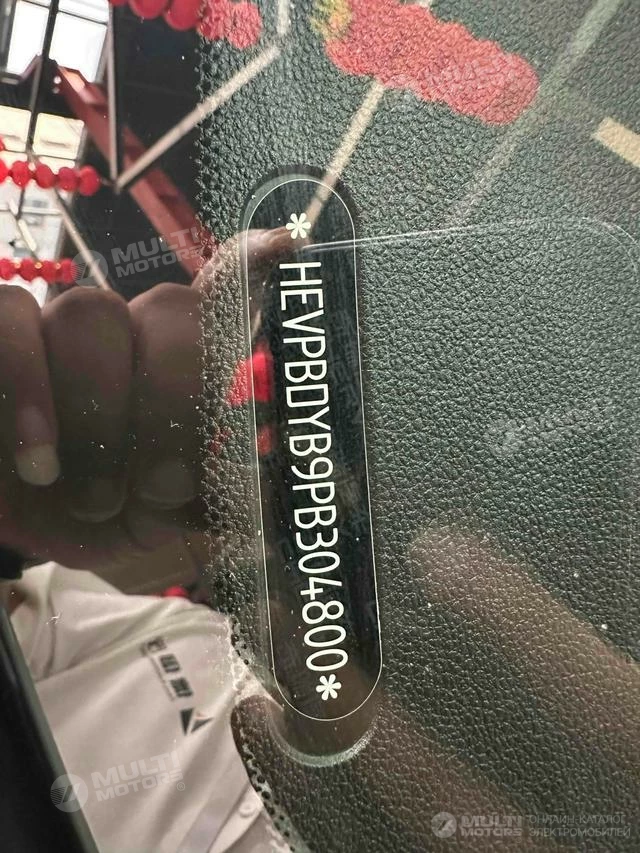 * HEVPBDYB9PB304800*
MULTI
MOTORS
MULTI
MOTORS®
MULTI
MOTORS
ОНЛАЙН-КАТАЛОГ
ЭЛЕКТРОМОБИЛЕЙ